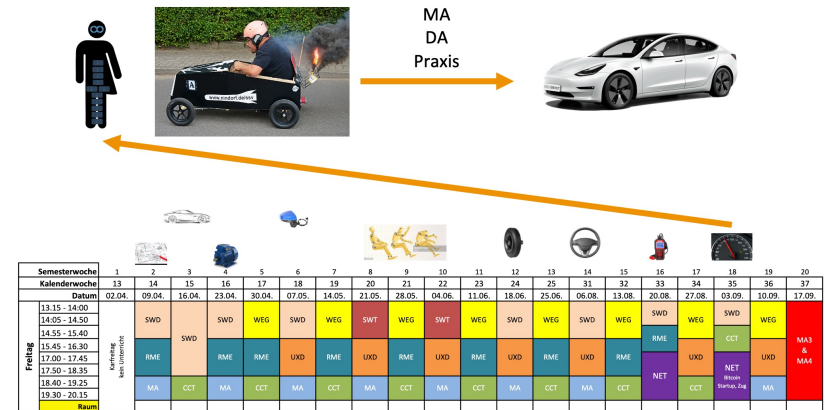 MA
DA
Praxis
A
Semesterwoche 1 2 3 4 5 6 7 8 9 10 11 12 13 14 15 16 17 18 19 20
Kalenderwoche 13 14 15 16 17 18 19 20 21 22 23 24 25 31 32 33 34 35 36 37
Datum 02.04. 09.04. 16.04. 23.04. 30.04. 07.05. 14.05. 21.05. 28.05. 04.06. 11.06. 18.06. 25.06. 06.08. 13.08. 20.08. 27.08. 03.09. 10.09. 17.09.
Freitag
13.15 - 14:00
14:05 - 14.50
14.55 - 15.40
15.45 - 16.30
17.00 - 17.45
17.50 - 18.35
18.40 - 19.25
19.30 - 20.15
Raum
Karfreitag
kein Unterricht
SWD SWD SWD WEG SWD WEG SWT WEG SWT WEG SWD WEG SWD WEG SWD WEG SWD WEG
RME RME RME UXD RME UXD RME UXD RME UXD RME UXD RME RME UXD CCT UXD
MA CCT MA CCT MA CCT MA CCT MA CCT MA CCT MA CCT NET CCT NET MA
Bitcoin
Startup, Zug
MA3
&
MA4